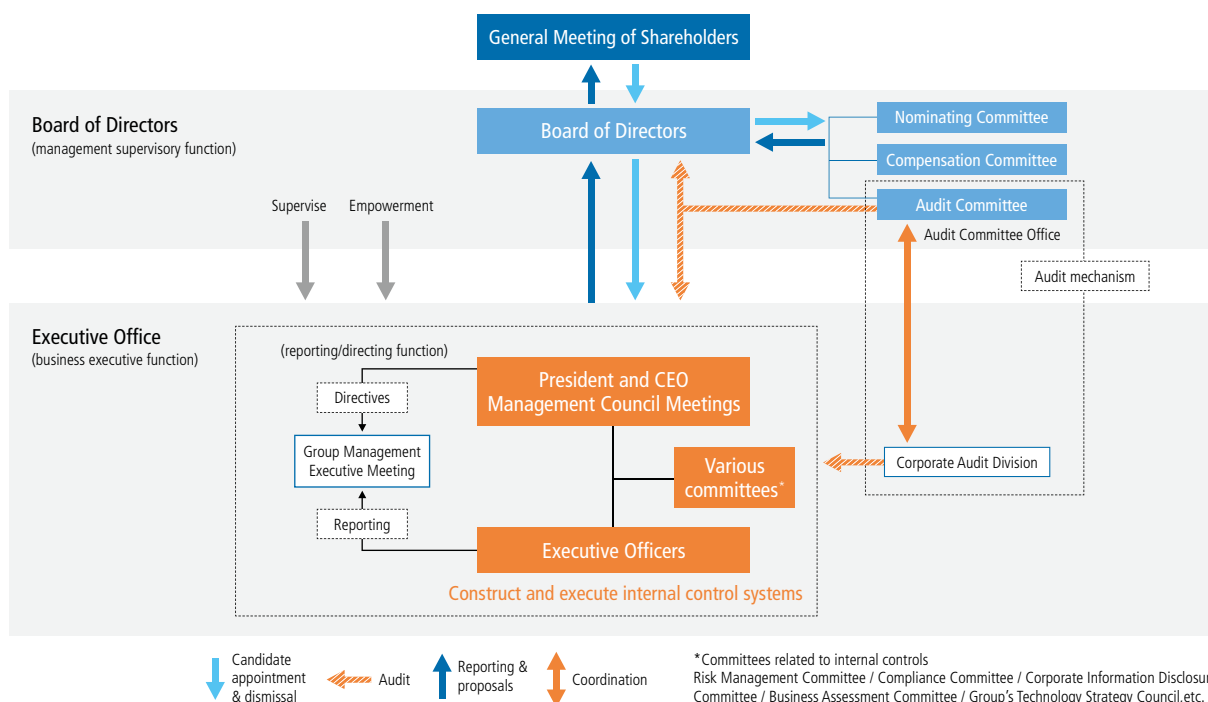 General Meeting of Shareholders
Board of Directors
(management supervisory function)
Board of Directors
Nominating Committee
Compensation Committee
Audit Committee
Audit Committee Office
Supervise
Empowerment
Audit mechanism
Executive Office
(business executive function)
(reporting/directing function)
Directives
Group Management
Executive Meeting
Reporting
President and CEO
Management Council Meetings
Various
committees*
Executive Officers
Construct and execute internal control systems
Corporate Audit Division
Candidate
appointment
& dismissal
Audit
Reporting &
proposals
Coordination
*Committees related to internal controls
Risk Management Committee / Compliance Committee / Corporate Information Disclosur
Committee / Business Assessment Committee / Group's Technology Strategy Council.etc.